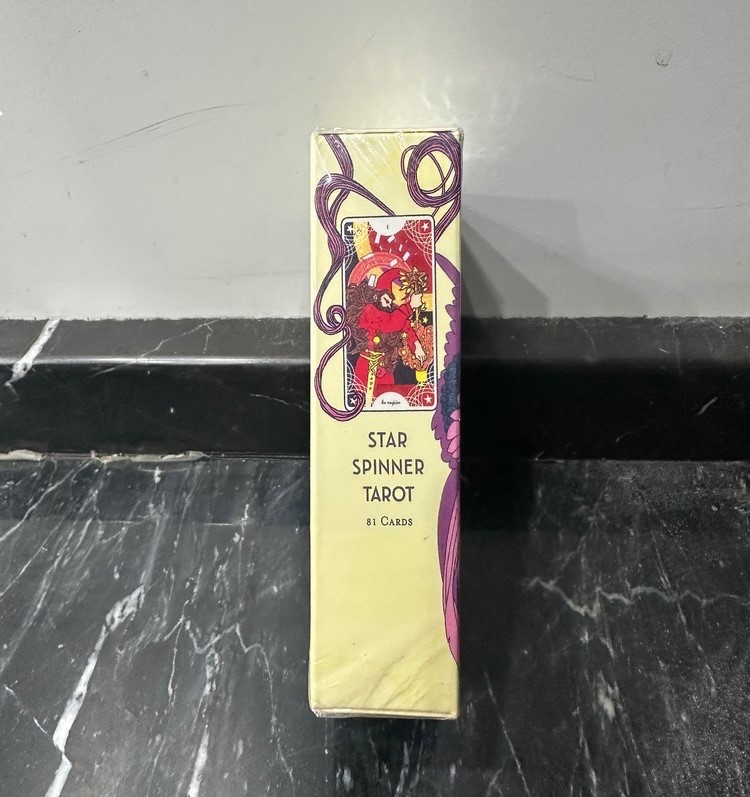 I
the magician
STAR
SPINNER
TAROT
81 CARDS